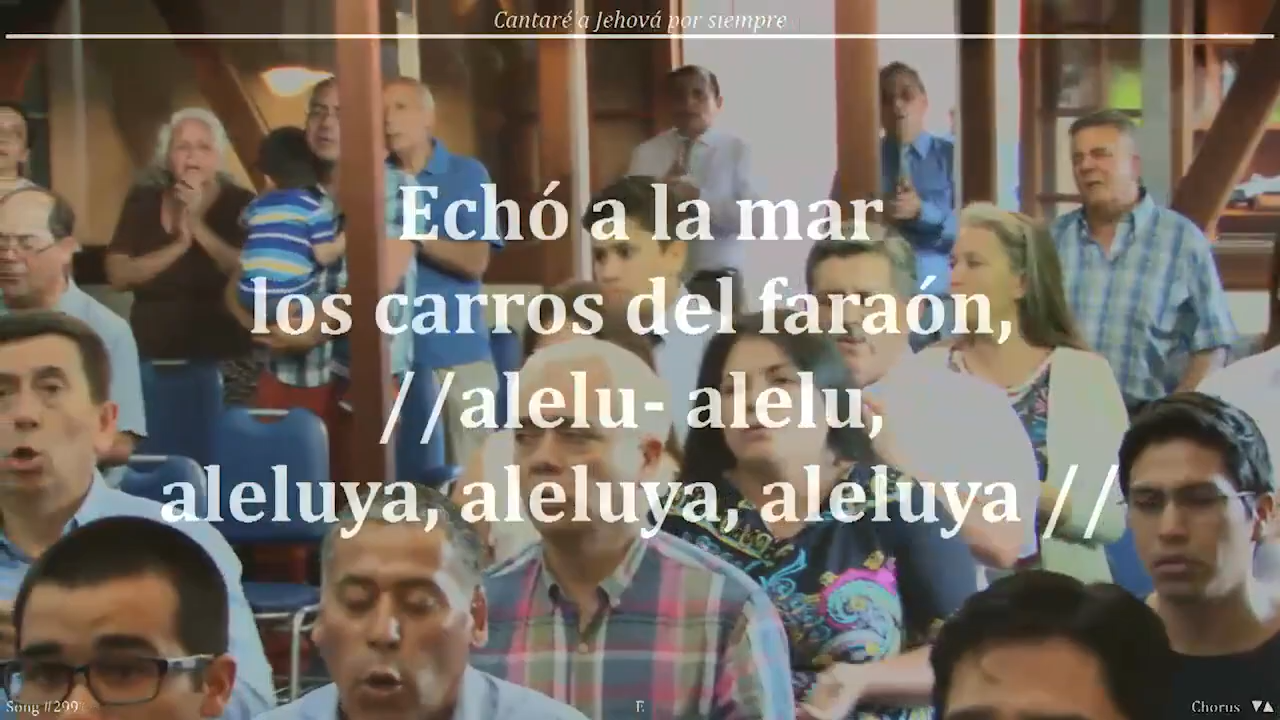 Cantaré a Jehová por siempre
Echó a la mar
los carros del faraón,
//alelu- alelu,
aleluya, aleluya, aleluya //
Song #299
E
Chorus ▼▲